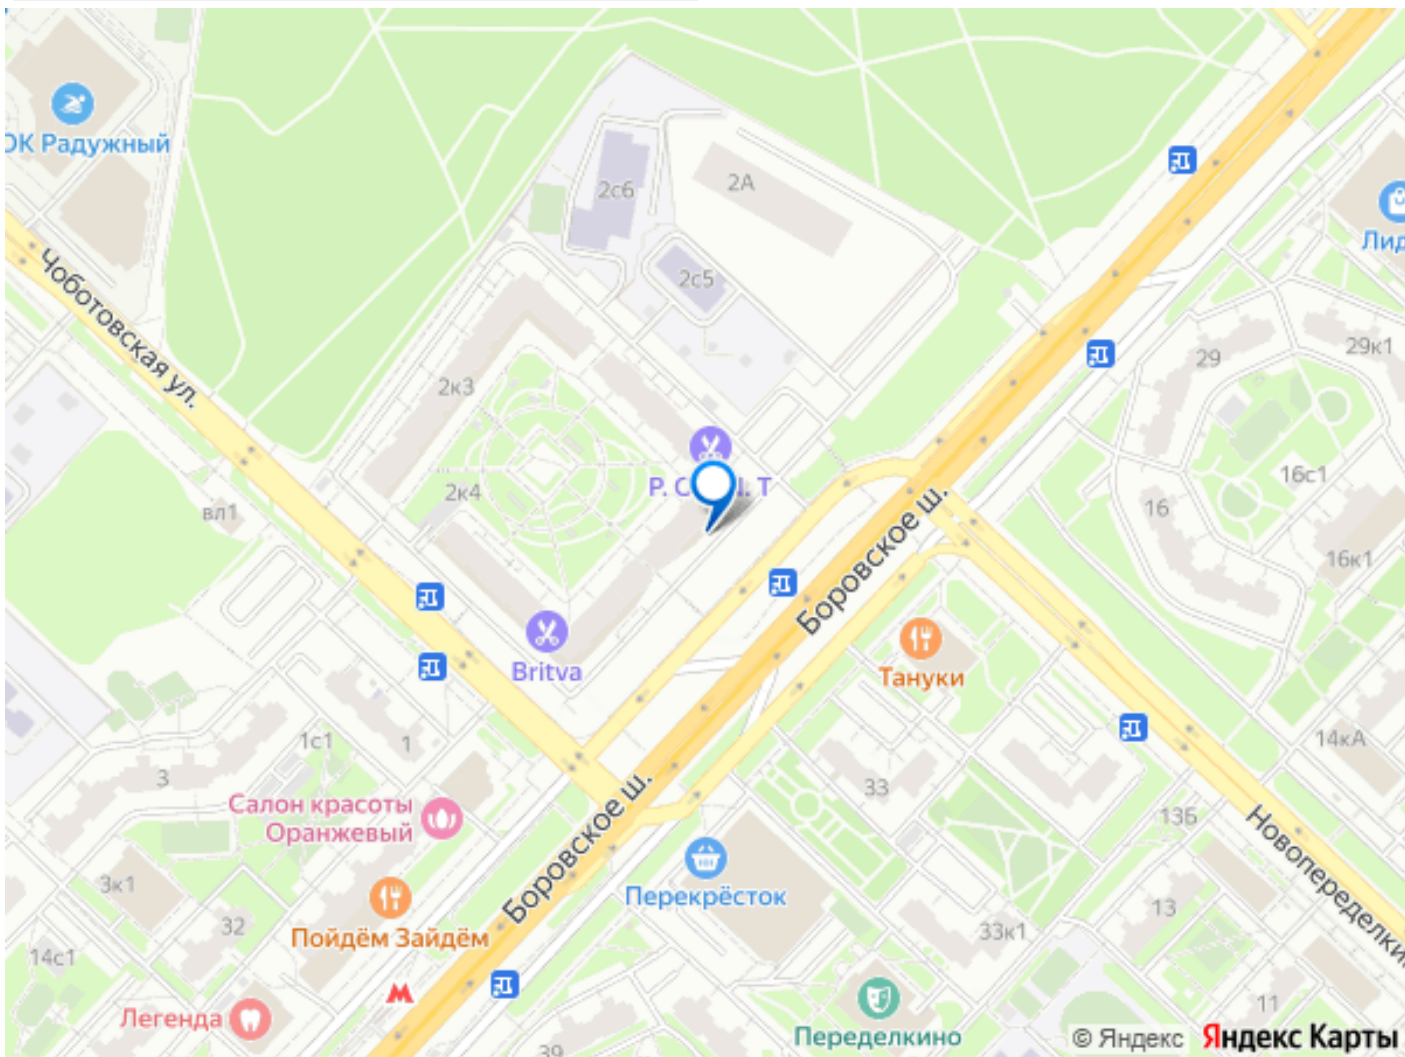 ОК Радужный
2с6
2А
Лид
Чоботовская ул.
2с5
29
29к1
2к3
16с1
2к4
Р.
Т
16
вл1
Боровское ш.
16к1
Britva
Тануки
1с1
1
14кА
3
33
13Б
Салон красоты
Оранжевый
Боровское ш.
Новопеределки
3к1
Перекрёсток
32
13
Пойдём Зайдём
33к1
14с1
11
Легенда
Переделкино
39
© Яндекс
Яндекс Карты